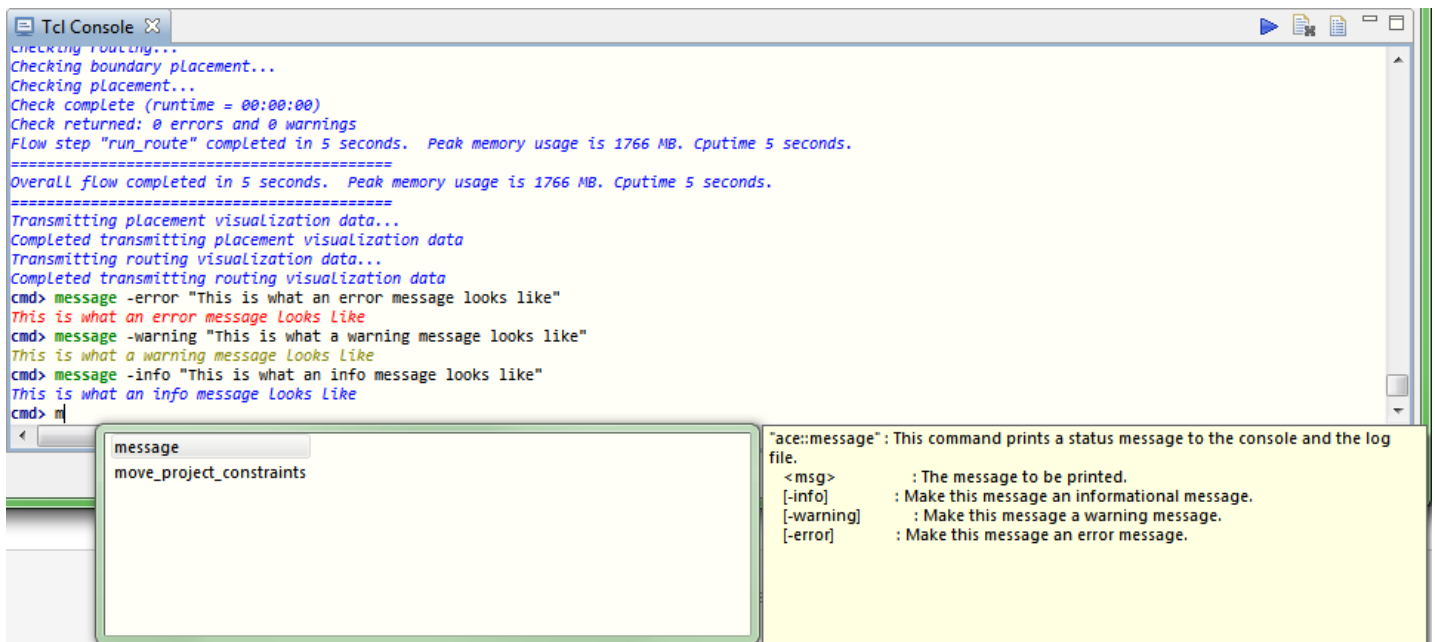 Tcl Console
Checking routing...
Checking boundary placement...
Checking placement...
Check complete (runtime = 00:00:00)
Check returned: 0 errors and 0 warnings
Flow step "run_route" completed in 5 seconds.  Peak memory usage is 1766 MB. Cputime 5 seconds.
===========================================
Overall flow completed in 5 seconds.  Peak memory usage is 1766 MB. Cputime 5 seconds.
===========================================
Transmitting placement visualization data...
Completed transmitting placement visualization data
Transmitting routing visualization data...
Completed transmitting routing visualization data
cmd> message -error "This is what an error message looks like"
This is what an error message looks like
cmd> message -warning "This is what a warning message looks like"
This is what a warning message looks like
cmd> message -info "This is what an info message looks like"
This is what an info message looks like
cmd> m
message
move_project_constraints
"ace::message" : This command prints a status message to the console and the log
file.
<msg> : The message to be printed.
[-info] : Make this message an informational message.
[-warning] : Make this message a warning message.
[-error] : Make this message an error message.